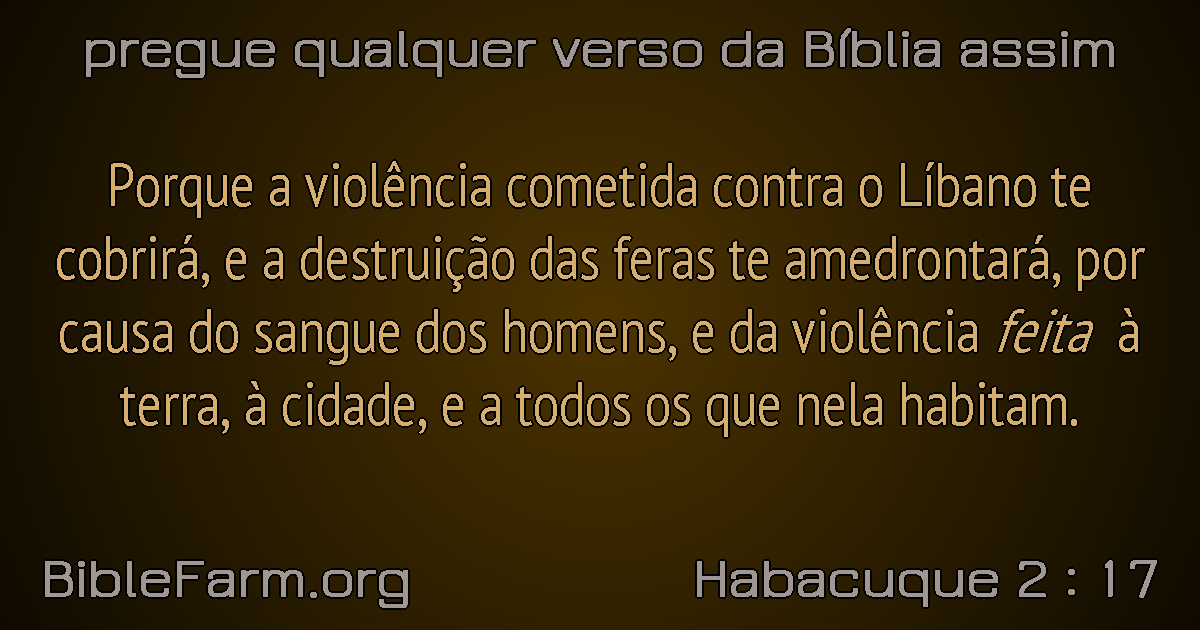 pregue qualquer verso da Bíblia assim
Porque a violência cometida contra o Líbano te
cobrirá, e a destruição das feras te amedrontará, por
causa do sangue dos homens, e da violência feita à
terra, à cidade, e a todos os que nela habitam.
BibleFarm.org
Habacuque 2 : 17